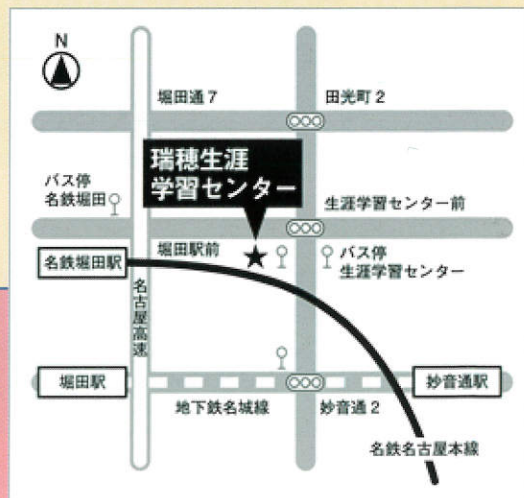 N
堀田通7
田光町2
瑞穂生涯
学習センター
バス停
名鉄堀田
生涯学習センター前
堀田駅前
バス停
生涯学習センター
名鉄堀田駅
名古屋高速
堀田駅
妙音通駅
地下鉄名城線
妙音通2
名鉄名古屋本線